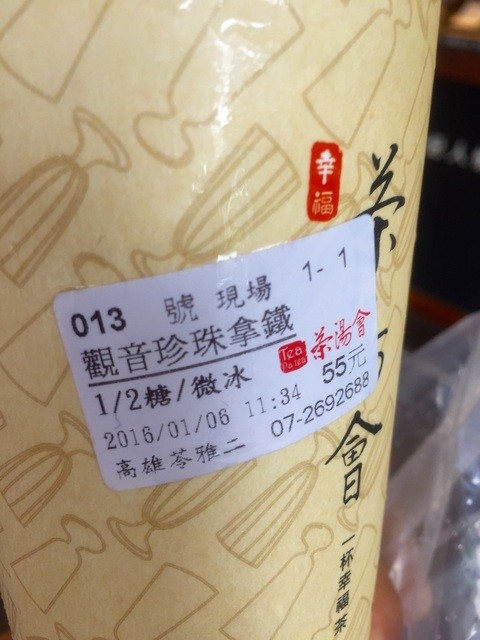 幸福
茶
會
一杯幸福茶
013 號 現場 1- 1
觀音珍珠拿鐵
Tea Patea 茶湯會
1/2糖/微冰 55元
2016/01/06 11:34 07-2692688
高雄苓雅二